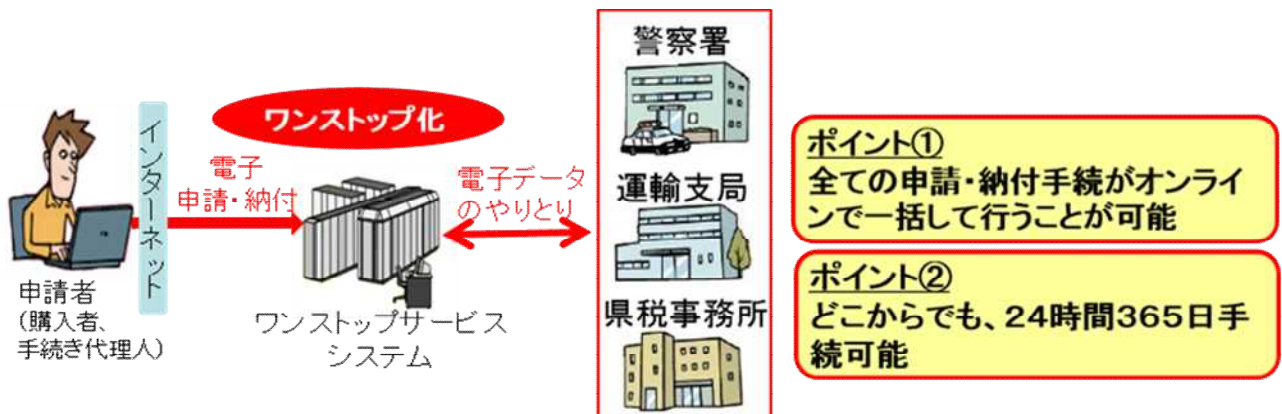 ワンストップ化
インターネット
電子
申請・納付
電子データ
のやりとり
申請者
(購入者、
手続き代理人)
ワンストップサービス
システム
警察署
運輸支局
県税事務所
ポイント①
全ての申請・納付手続がオンライ
ンで一括して行うことが可能
ポイント②
どこからでも、24時間365日手
続可能